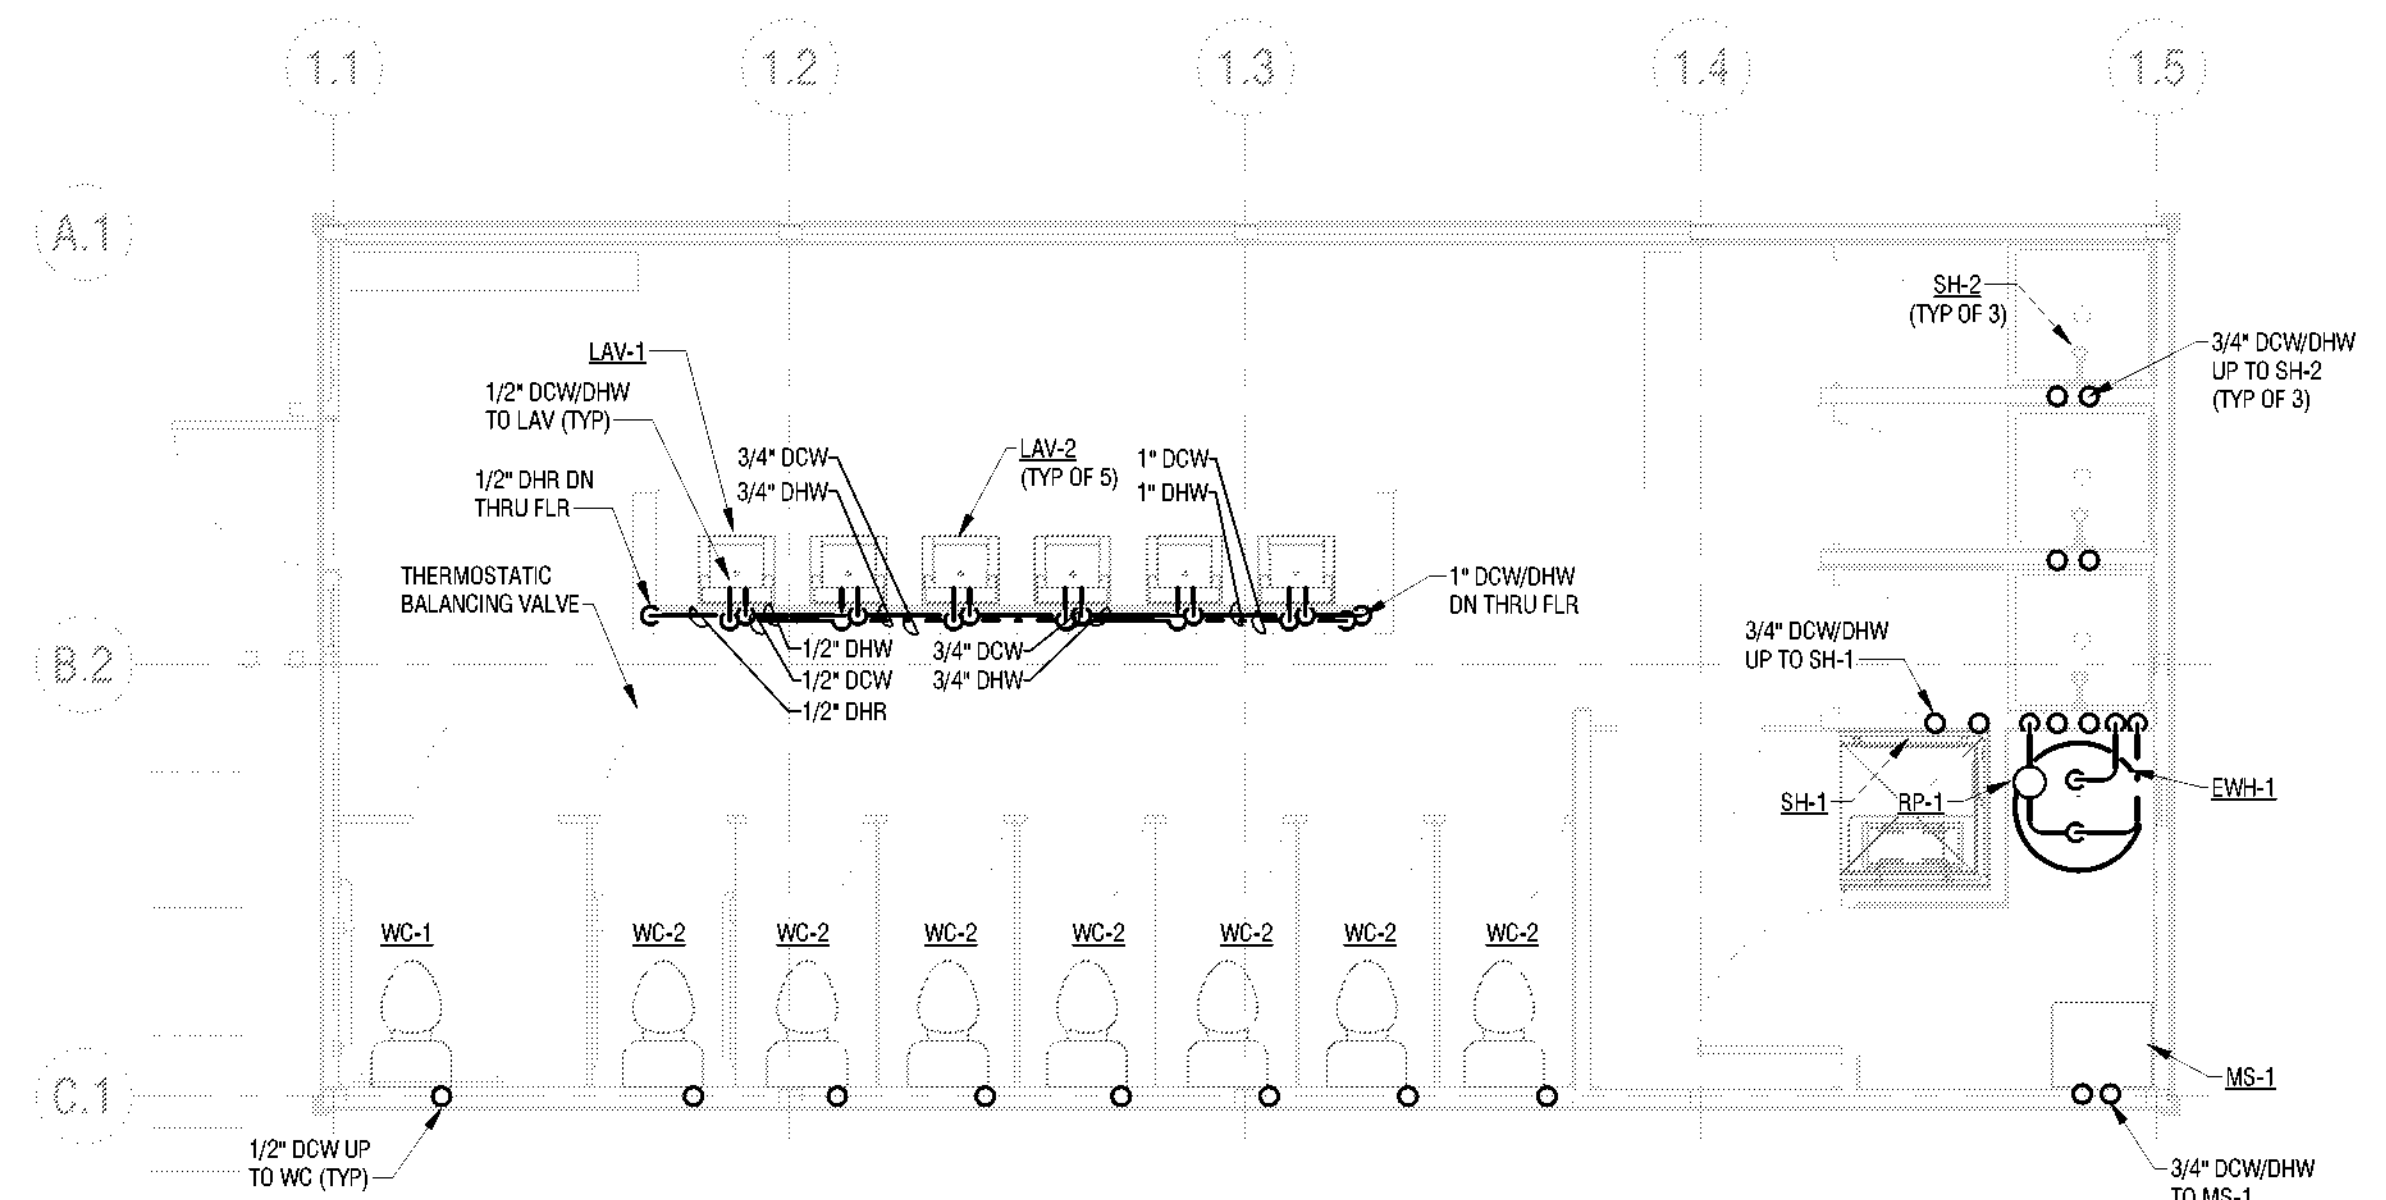 1.1
1.2
1.3
1.4
1.5
A.1
SH-2
(TYP OF 3)
3/4" DCW/DHW
UP TO SH-2
(TYP OF 3)
LAV-1
1/2" DCW/DHW
TO LAV (TYP)
1/2" DHR DN
THRU FLR
3/4" DCW
3/4" DHW
LAV-2
(TYP OF 5)
1" DCW
1" DHW
THERMOSTATIC
BALANCING VALVE
1" DCW/DHW
DN THRU FLR
B.2
1/2" DHW
1/2" DCW
1/2" DHR
3/4" DCW
3/4" DHW
3/4" DCW/DHW
UP TO SH-1
SH-1
RP-1
EWH-1
WC-1
WC-2
WC-2
WC-2
WC-2
WC-2
WC-2
WC-2
MS-1
C.1
1/2" DCW UP
TO WC (TYP)
3/4" DCW/DHW
TO MS-1